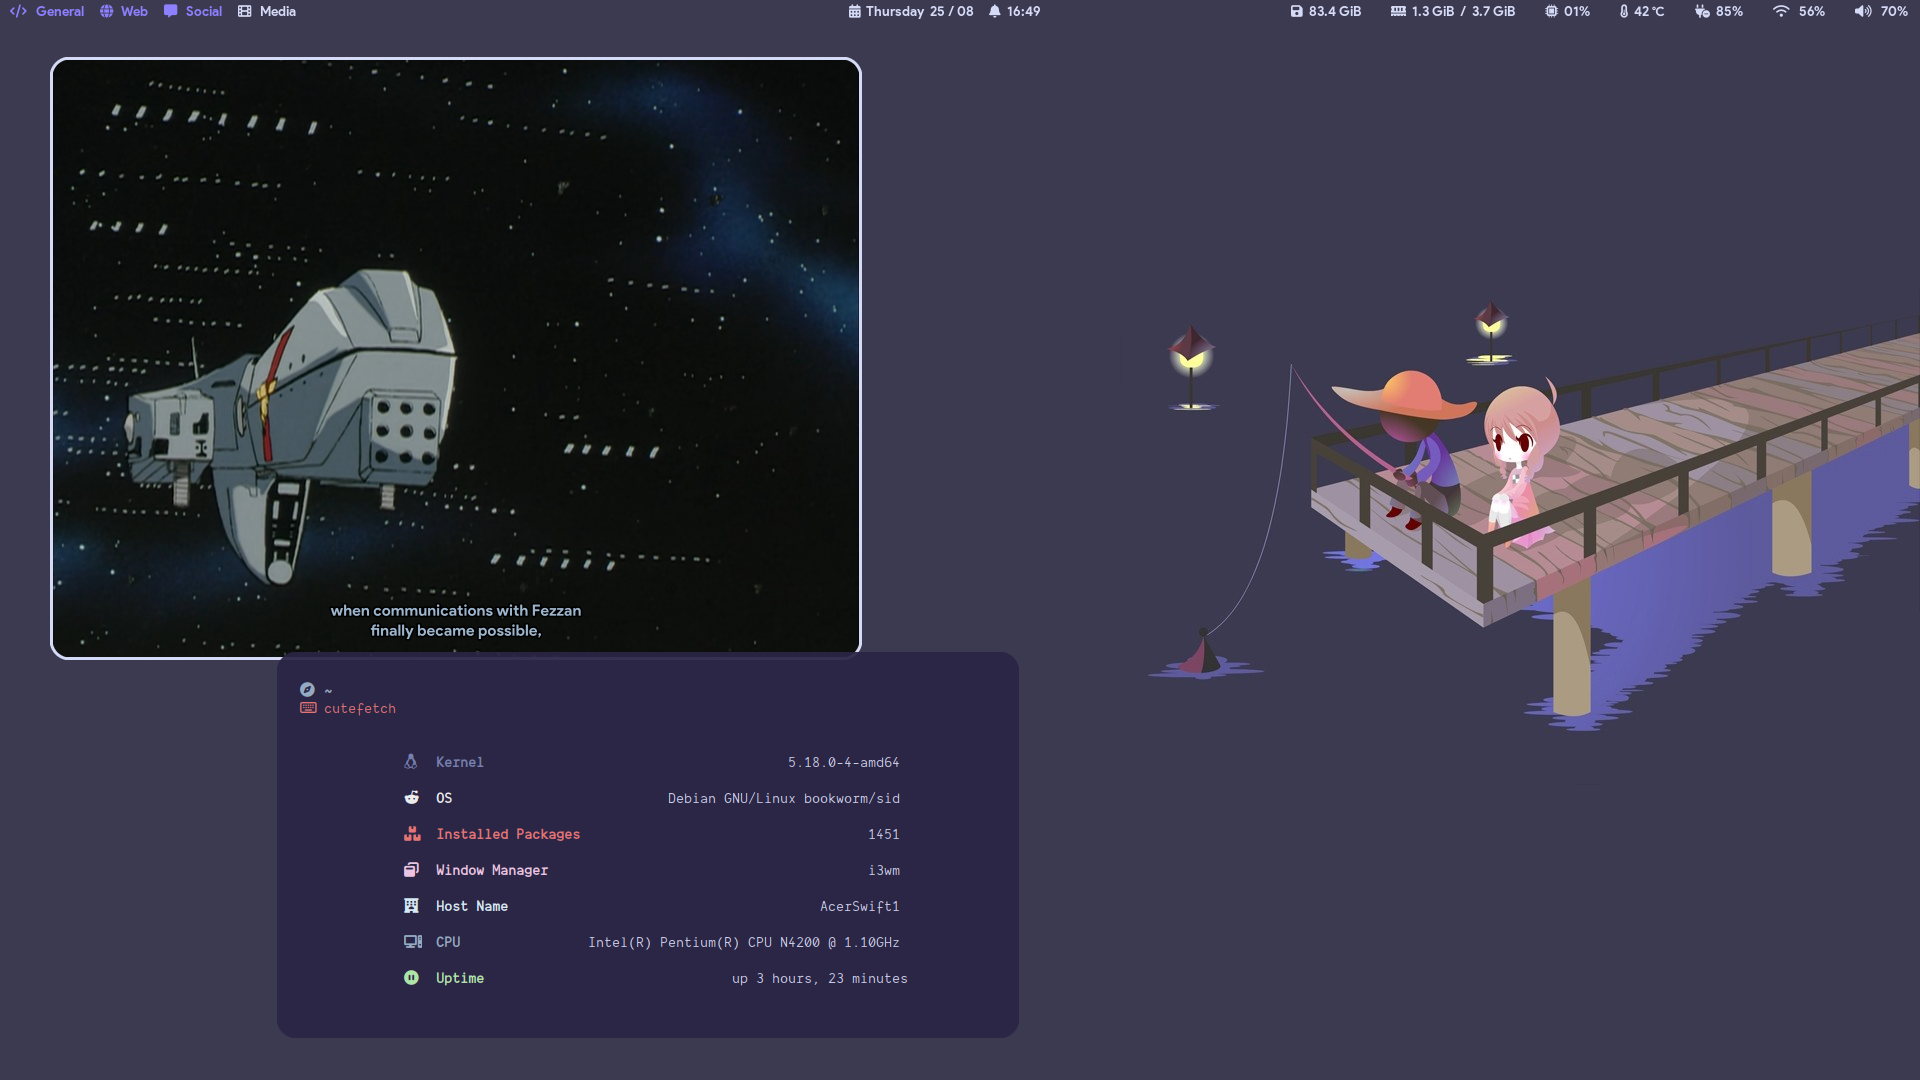 General Web Social Media Thursday 25 / 08 16:49 83.4 GiB 1.3 GiB / 3.7 GiB 01% 42 °C 85% 56% 70%
when communications with Fezzan
finally became possible,
~
cutefetch
Kernel 5.18.0-4-amd64
OS Debian GNU/Linux bookworm/sid
Installed Packages 1451
Window Manager i3wm
Host Name AcerSwift1
CPU Intel(R) Pentium(R) CPU N4200 @ 1.10GHz
Uptime up 3 hours, 23 minutes